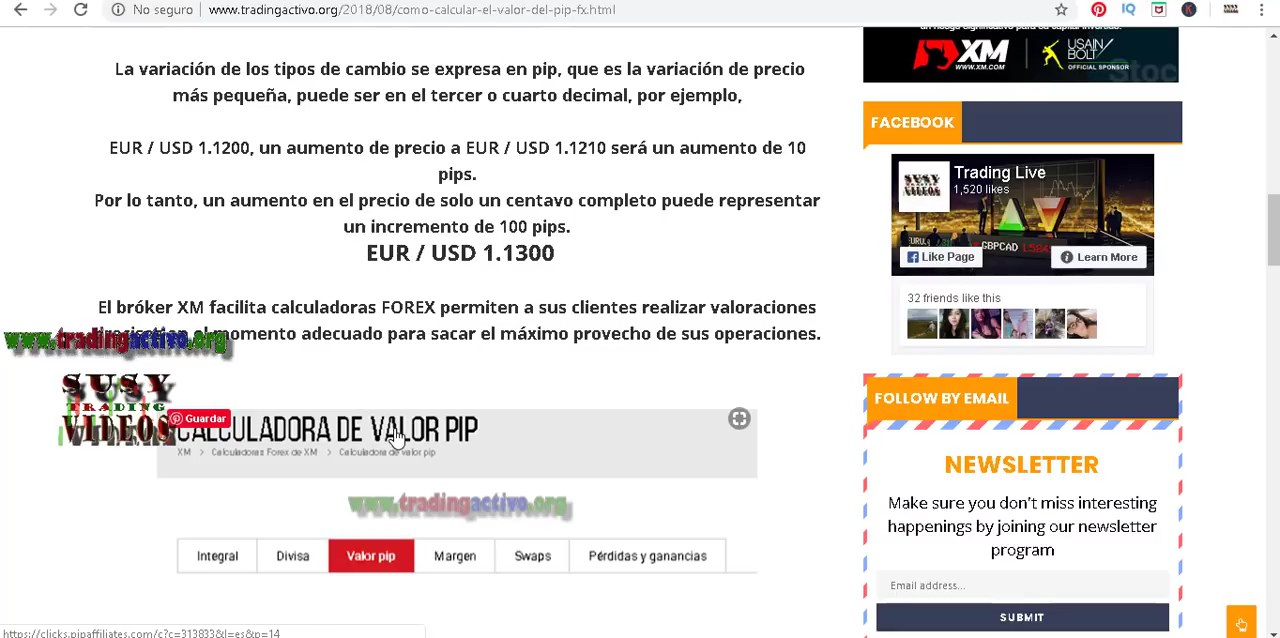 No seguro
www.tradingactivo.org/2018/08/como-calcular-el-valor-del-pip-fx.html
La variación de los tipos de cambio se expresa en pip, que es la variación de precio
más pequeña, puede ser en el tercer o cuarto decimal, por ejemplo,
EUR / USD 1.1200, un aumento de precio a EUR / USD 1.1210 será un aumento de 10
pips.
Por lo tanto, un aumento en el precio de solo un centavo completo puede representar
un incremento de 100 pips.
EUR / USD 1.1300
El bróker XM facilita calculadoras FOREX permiten a sus clientes realizar valoraciones
momento adecuado para sacar el máximo provecho de sus operaciones.
www.tradingactivo.org
SUSY
TRADING
VIDEOS
Guardar
CALCULADORA DE VALOR PIP
XM > Calculadoras Forex de XM > Calculadora de valor pip
www.tradingactivo.org
Integral
Divisa
Valor pip
Margen
Swaps
Pérdidas y ganancias
https://clicks.pipaffiliates.com/c?c=313833&l=es&p=14
XM
WWW.XM.COM
USAIN
BOLT
OFFICIAL SPONSOR
FACEBOOK
SUSY
VIDEOS
Trading Live
1,520 likes
GBPCAD
Like Page
Learn More
32 friends like this
FOLLOW BY EMAIL
NEWSLETTER
Make sure you don't miss interesting
happenings by joining our newsletter
program
Email address...
SUBMIT